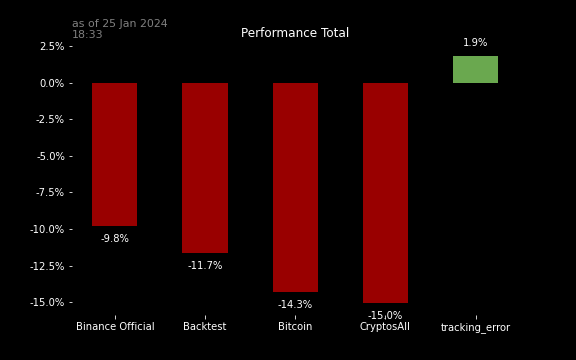 as of 25 Jan 2024
18:33
Performance Total
2.5%
0.0%
-2.5%
-5.0%
-7.5%
-10.0%
-12.5%
-15.0%
-9.8%
-11.7%
-14.3%
-15.0%
1.9%
Binance Official
Backtest
Bitcoin
CryptosAll
tracking_error